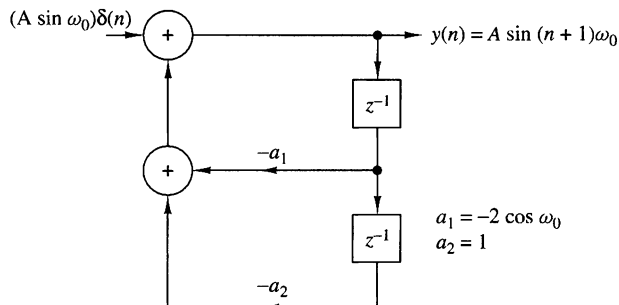 (A sin ω₀)δ(n)
+
y(n) = A sin (n + 1)ω₀
z⁻¹
−a₁
+
z⁻¹
a₁ = −2 cos ω₀
a₂ = 1
−a₂